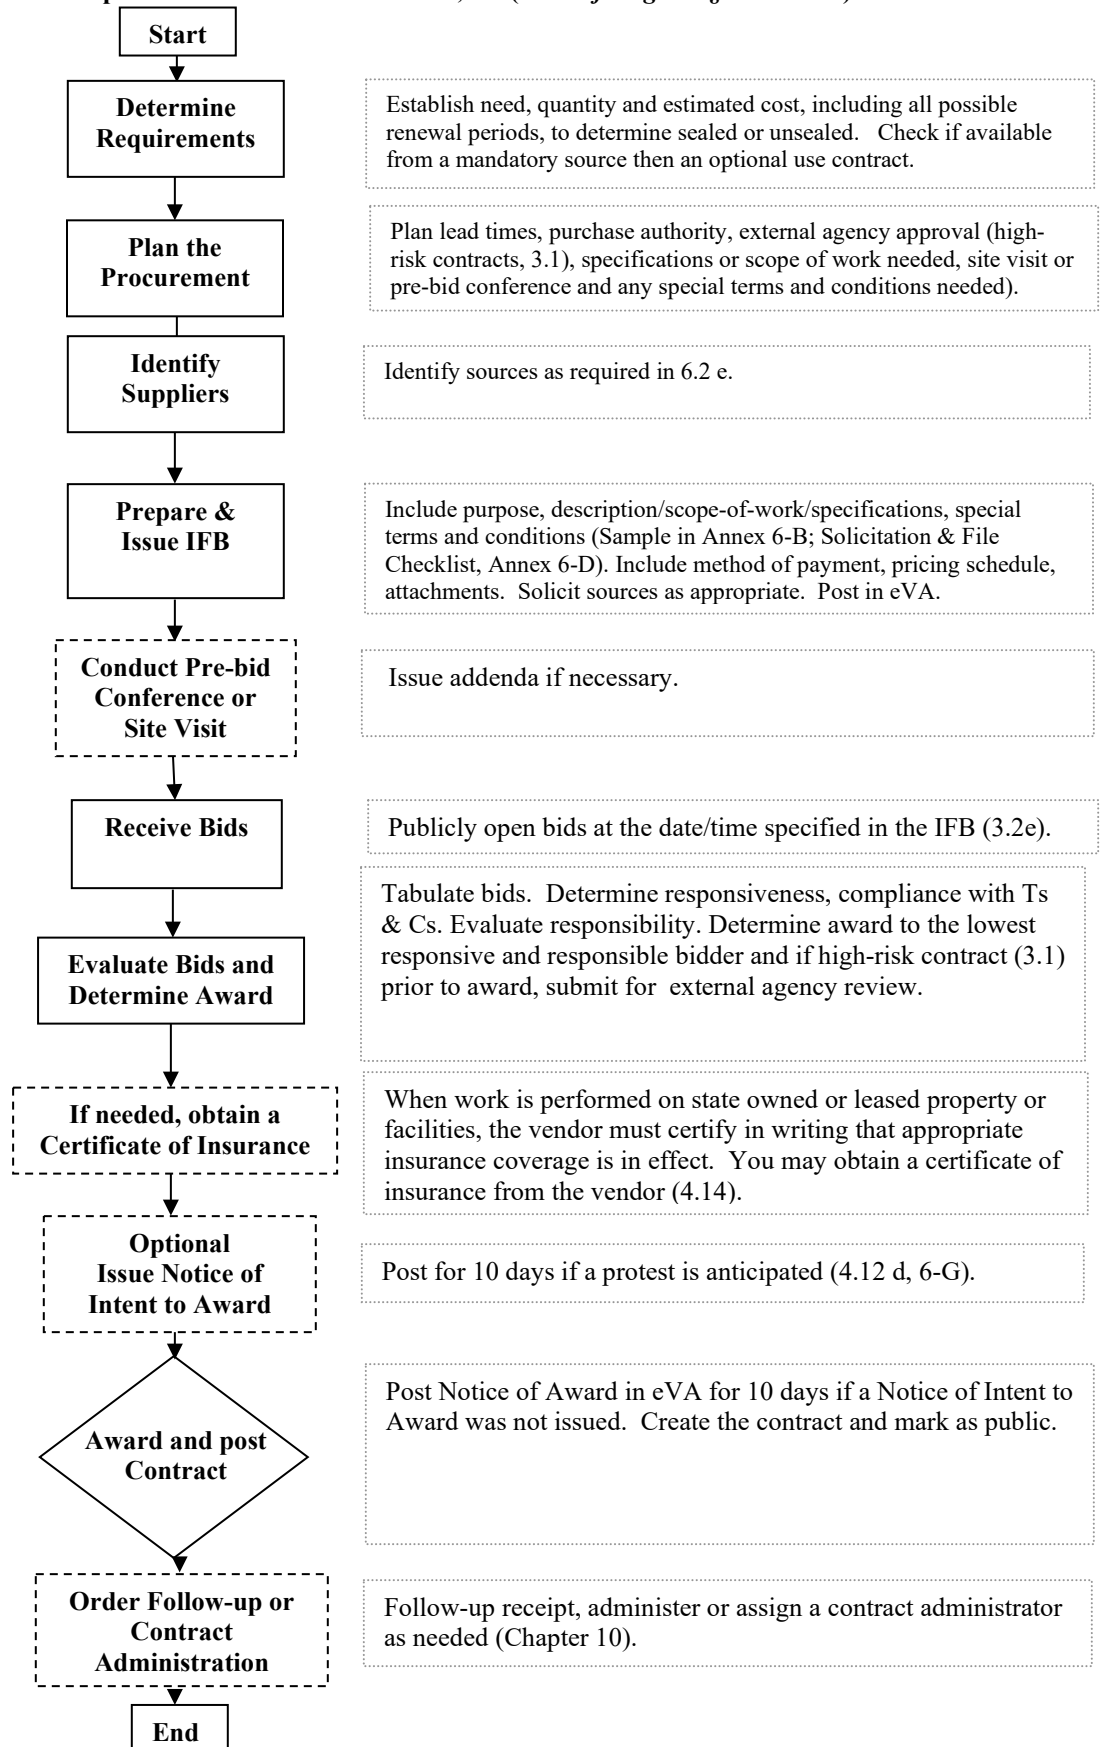 Start
Determine
Requirements
Establish need, quantity and estimated cost, including all possible
renewal periods, to determine sealed or unsealed.   Check if available
from a mandatory source then an optional use contract.
Plan the
Procurement
Plan lead times, purchase authority, external agency approval (high-
risk contracts, 3.1), specifications or scope of work needed, site visit or
pre-bid conference and any special terms and conditions needed).
Identify
Suppliers
Identify sources as required in 6.2 e.
Prepare &
Issue IFB
Include purpose, description/scope-of-work/specifications, special
terms and conditions (Sample in Annex 6-B; Solicitation & File
Checklist, Annex 6-D). Include method of payment, pricing schedule,
attachments.  Solicit sources as appropriate.  Post in eVA.
Conduct Pre-bid
Conference or
Site Visit
Issue addenda if necessary.
Receive Bids
Publicly open bids at the date/time specified in the IFB (3.2e).
Evaluate Bids and
Determine Award
Tabulate bids.  Determine responsiveness, compliance with Ts
& Cs. Evaluate responsibility. Determine award to the lowest
responsive and responsible bidder and if high-risk contract (3.1)
prior to award, submit for  external agency review.
If needed, obtain a
Certificate of Insurance
When work is performed on state owned or leased property or
facilities, the vendor must certify in writing that appropriate
insurance coverage is in effect.  You may obtain a certificate of
insurance from the vendor (4.14).
Optional
Issue Notice of
Intent to Award
Post for 10 days if a protest is anticipated (4.12 d, 6-G).
Award and post
Contract
Post Notice of Award in eVA for 10 days if a Notice of Intent to
Award was not issued.  Create the contract and mark as public.
Order Follow-up or
Contract
Administration
Follow-up receipt, administer or assign a contract administrator
as needed (Chapter 10).
End